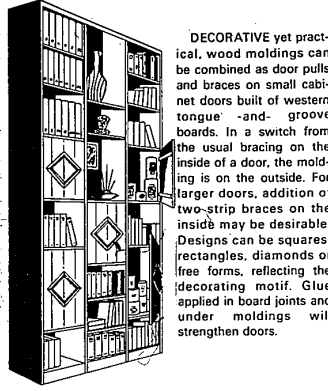 DECORATIVE yet pract-
ical, wood moldings can
be combined as door pulls
and braces on small cabi-
net doors built of western
tongue -and- groove
boards. In a switch from
the usual bracing on the
inside of a door, the mold-
ing is on the outside. For
larger doors, addition of
two-strip braces on the
inside may be desirable.
Designs can be squares,
rectangles, diamonds or
free forms, reflecting the
decorating motif. Glue
applied in board joints and
under moldings wil
strengthen doors.